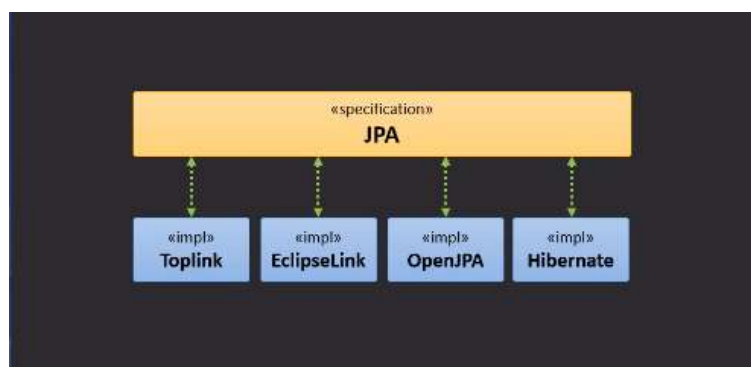 «specification»
JPA
«impl»
Toplink
«impl»
EclipseLink
«impl»
OpenJPA
«impl»
Hibernate